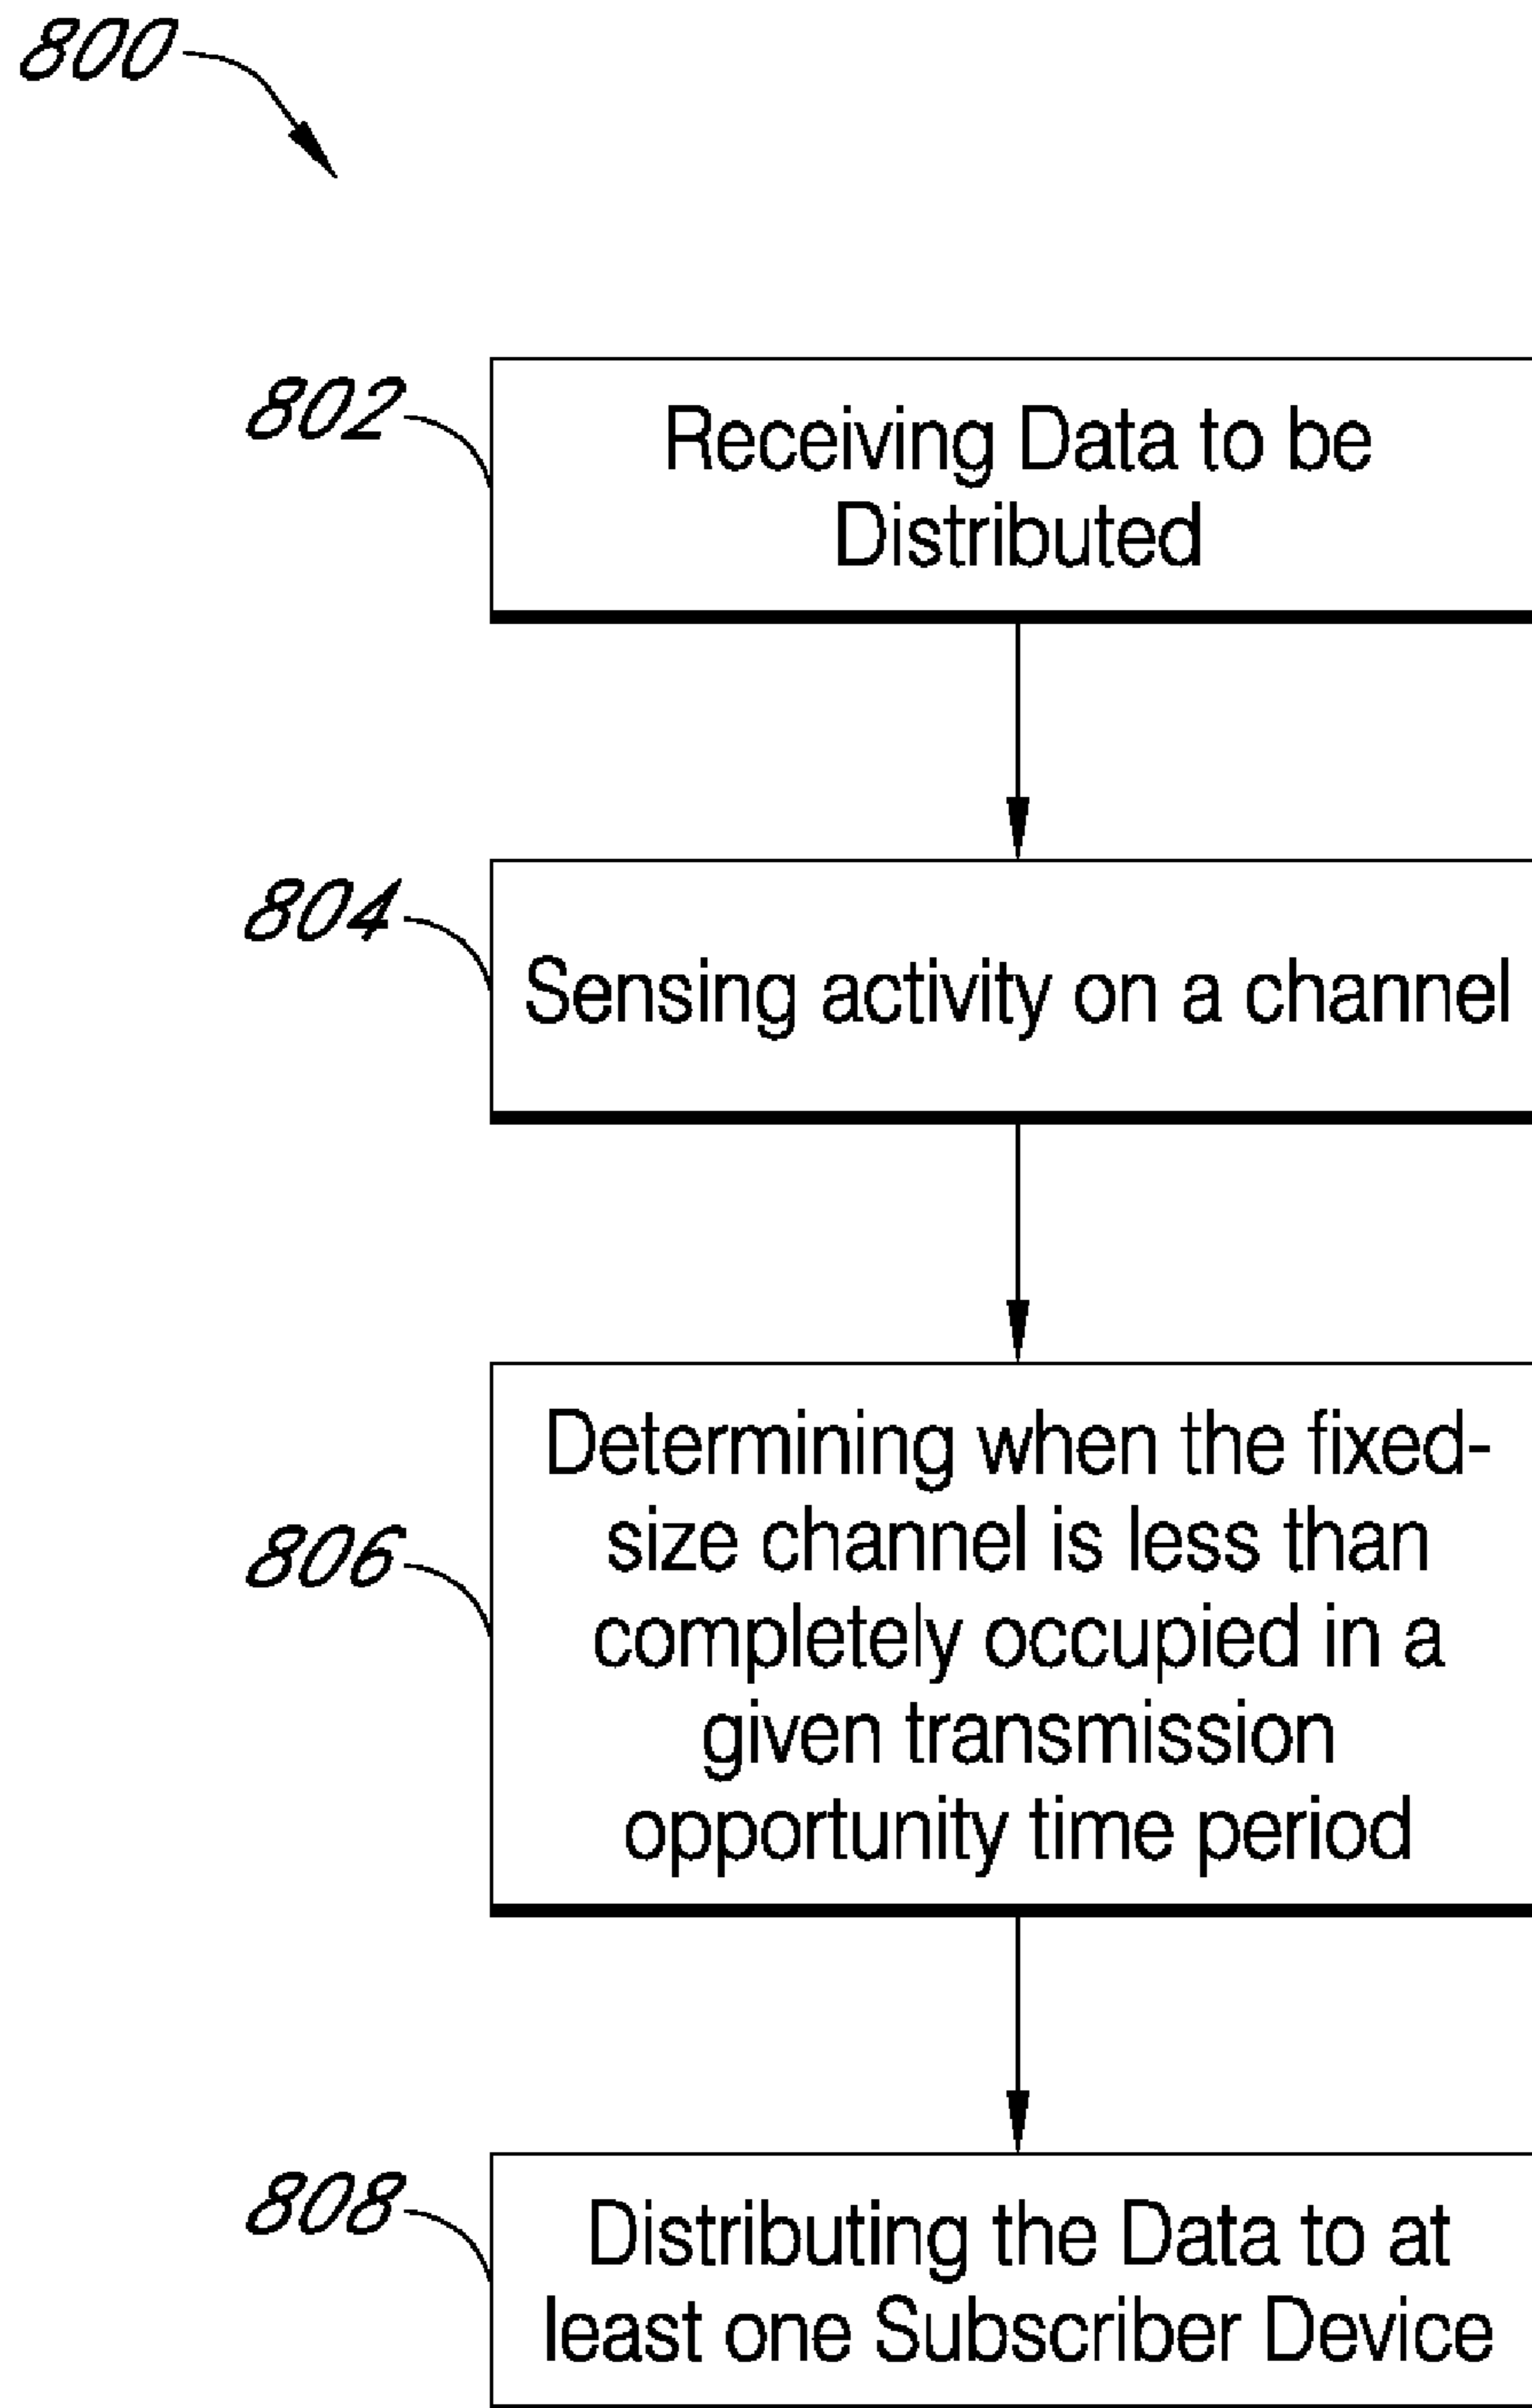 800
802
Receiving Data to be
Distributed
804
Sensing activity on a channel
806
Determining when the fixed-
size channel is less than
completely occupied in a
given transmission
opportunity time period
808
Distributing the Data to at
least one Subscriber Device